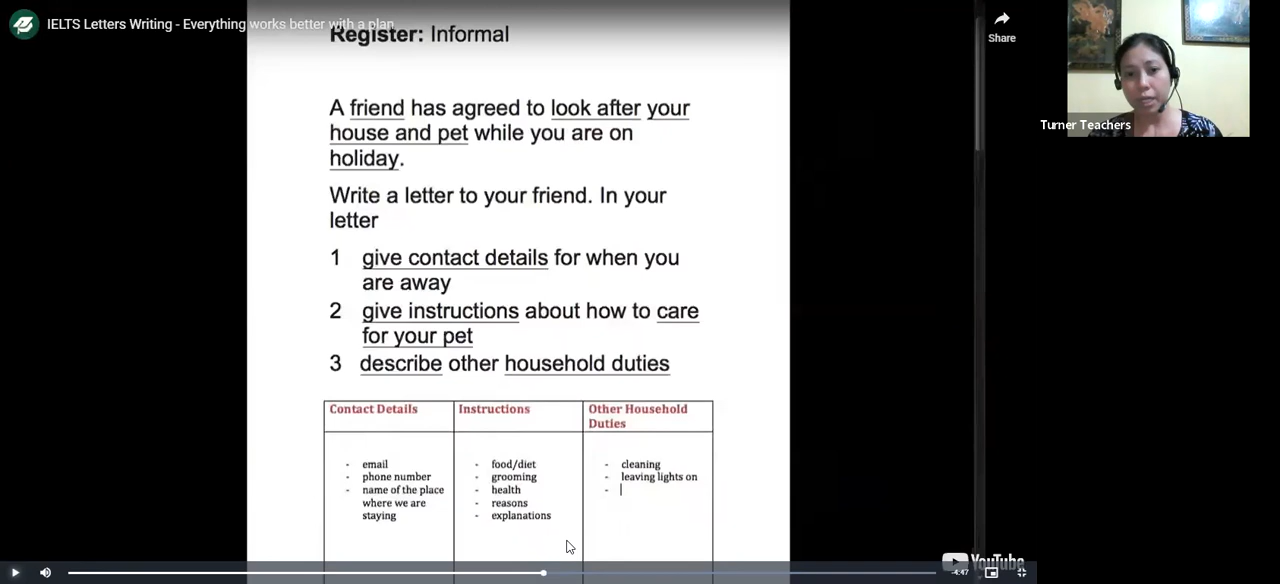 IELTS Letters Writing - Everything works better with a plan
Register: Informal
Share
Turner Teachers
A friend has agreed to look after your
house and pet while you are on
holiday.
Write a letter to your friend. In your
letter
1 give contact details for when you
are away
2 give instructions about how to care
for your pet
3 describe other household duties
Contact Details
- email
- phone number
- name of the place
where we are
staying
Instructions
- food/diet
- grooming
- health
- reasons
- explanations
Other Household
Duties
- cleaning
- leaving lights on
-
YouTube
-4:47